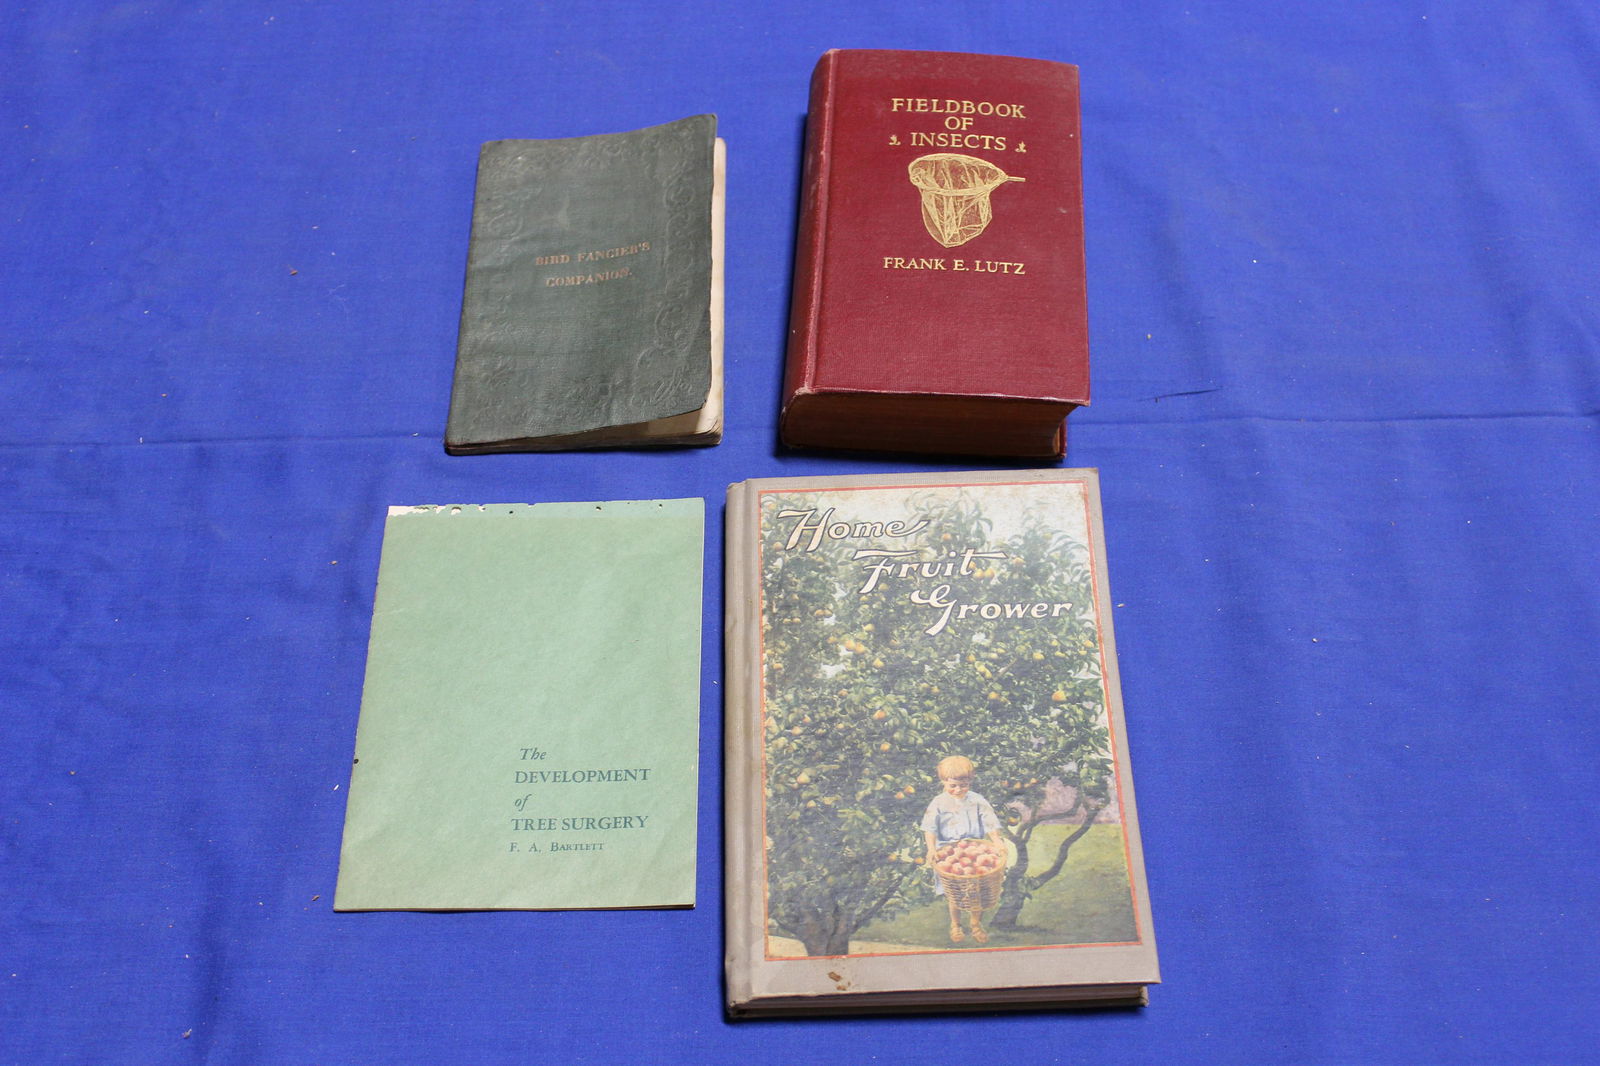 BIRD FANCIER'S
COMPANION.
FIELDBOOK
OF
INSECTS
FRANK E. LUTZ
The
DEVELOPMENT
of
TREE SURGERY
F. A. BARTLETT
Home
Fruit
Grower